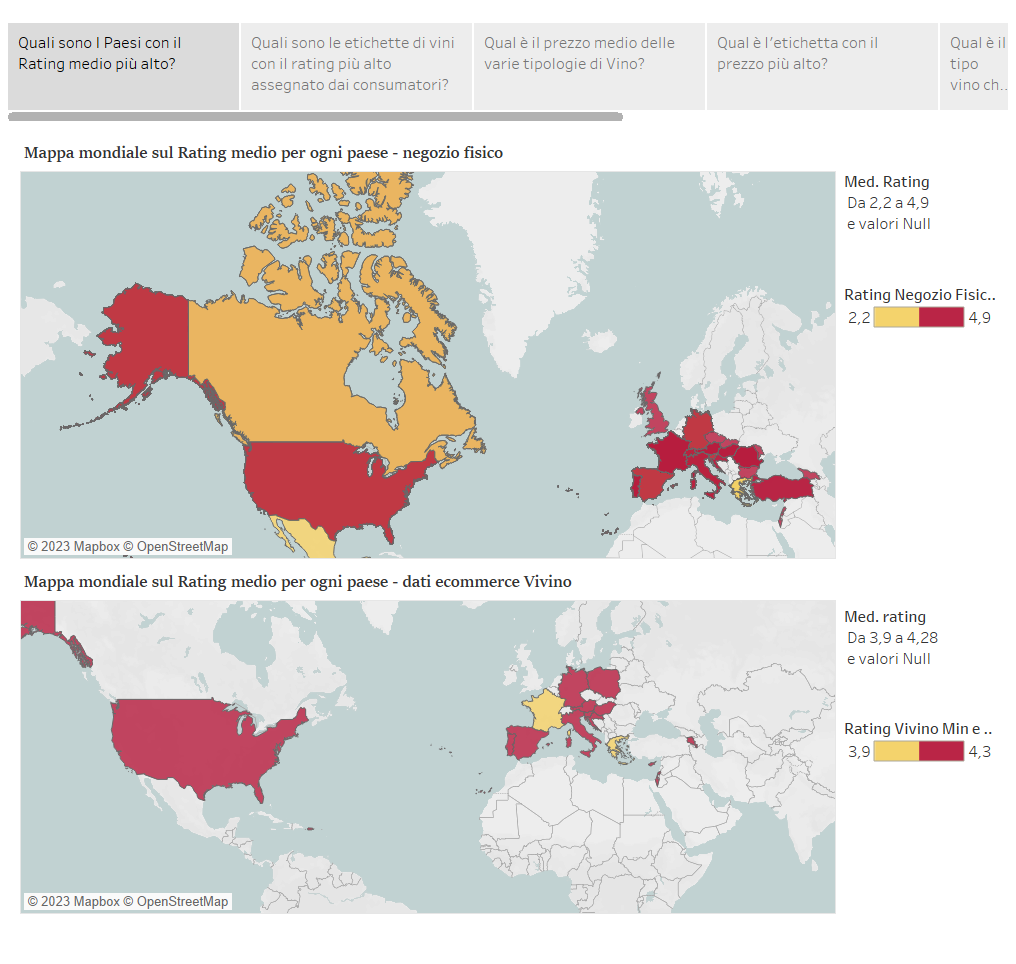 Quali sono I Paesi con il
Rating medio più alto?
Quali sono le etichette di vini
con il rating più alto
assegnato dai consumatori?
Qual è il prezzo medio delle
varie tipologie di Vino?
Qual è l'etichetta con il
prezzo più alto?
Qual è il
tipo
vino ch..
Mappa mondiale sul Rating medio per ogni paese - negozio fisico
Med. Rating
Da 2,2 a 4,9
e valori Null
Rating Negozio Fisic..
2,2 4,9
© 2023 Mapbox © OpenStreetMap
Mappa mondiale sul Rating medio per ogni paese - dati ecommerce Vivino
Med. rating
Da 3,9 a 4,28
e valori Null
Rating Vivino Min e ..
3,9 4,3
© 2023 Mapbox © OpenStreetMap